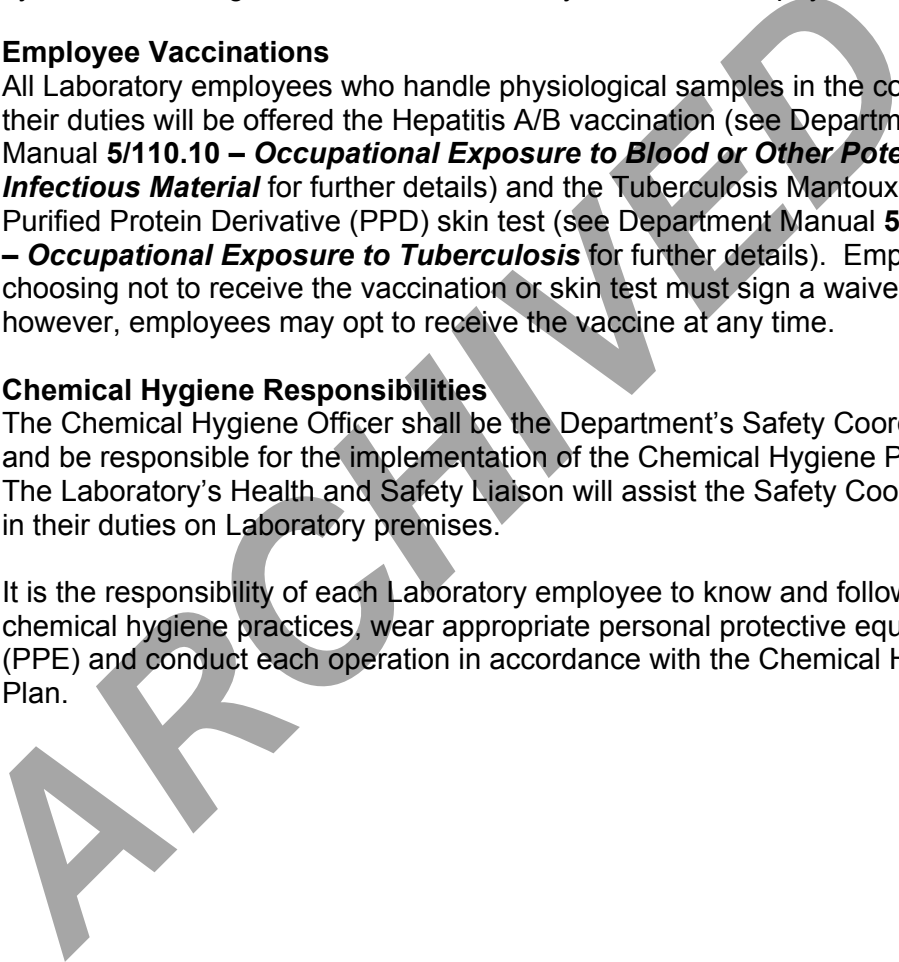 Employee Vaccinations
All Laboratory employees who handle physiological samples in the co
their duties will be offered the Hepatitis A/B vaccination (see Departm
Manual 5/110.10 – Occupational Exposure to Blood or Other Pote
Infectious Material for further details) and the Tuberculosis Mantoux
Purified Protein Derivative (PPD) skin test (see Department Manual 5
– Occupational Exposure to Tuberculosis for further details). Emp
choosing not to receive the vaccination or skin test must sign a waive
however, employees may opt to receive the vaccine at any time.
Chemical Hygiene Responsibilities
The Chemical Hygiene Officer shall be the Department's Safety Coor
and be responsible for the implementation of the Chemical Hygiene P
The Laboratory's Health and Safety Liaison will assist the Safety Coo
in their duties on Laboratory premises.
It is the responsibility of each Laboratory employee to know and follow
chemical hygiene practices, wear appropriate personal protective equ
(PPE) and conduct each operation in accordance with the Chemical H
Plan.
ARCHIVED